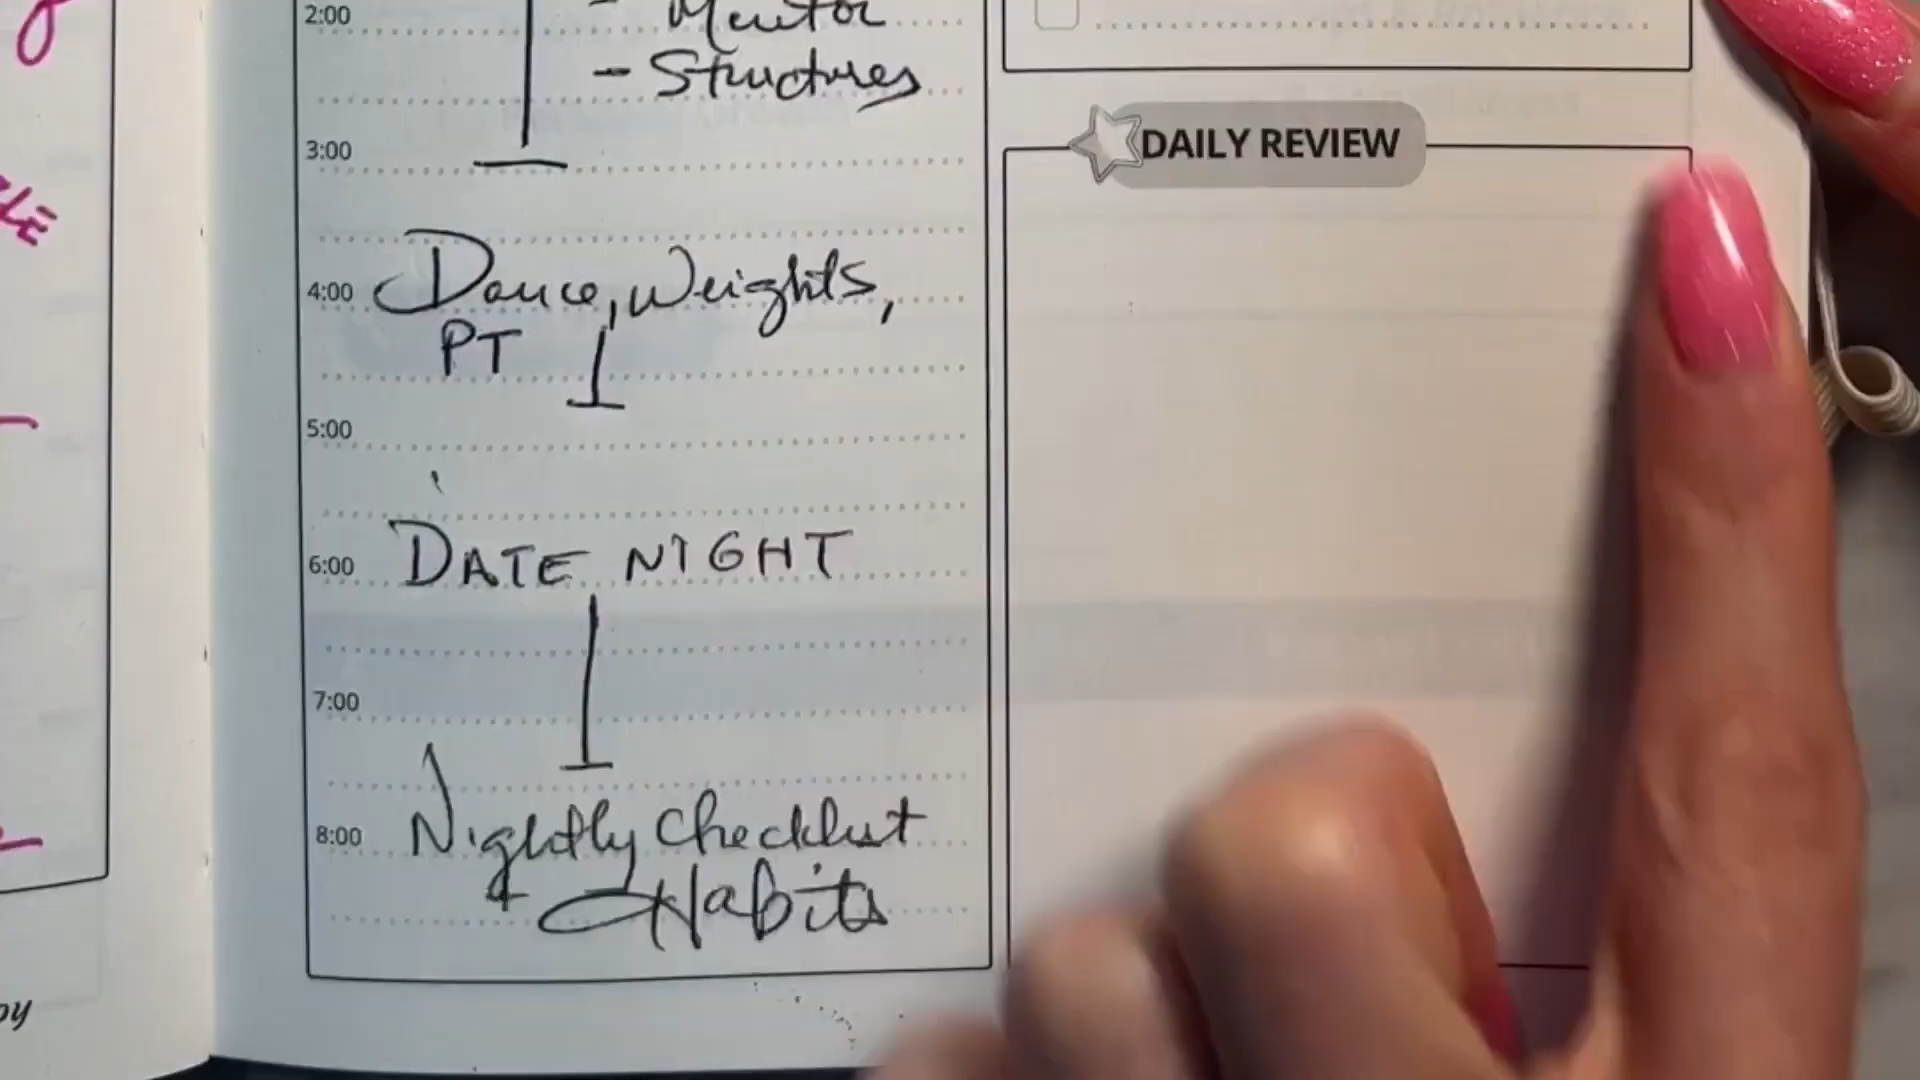 2:00
- Mentor
- Structures
3:00
4:00 Dance, Weights,
PT
5:00
6:00 DATE NIGHT
7:00
8:00 Nightly Checklist
Habits
DAILY REVIEW